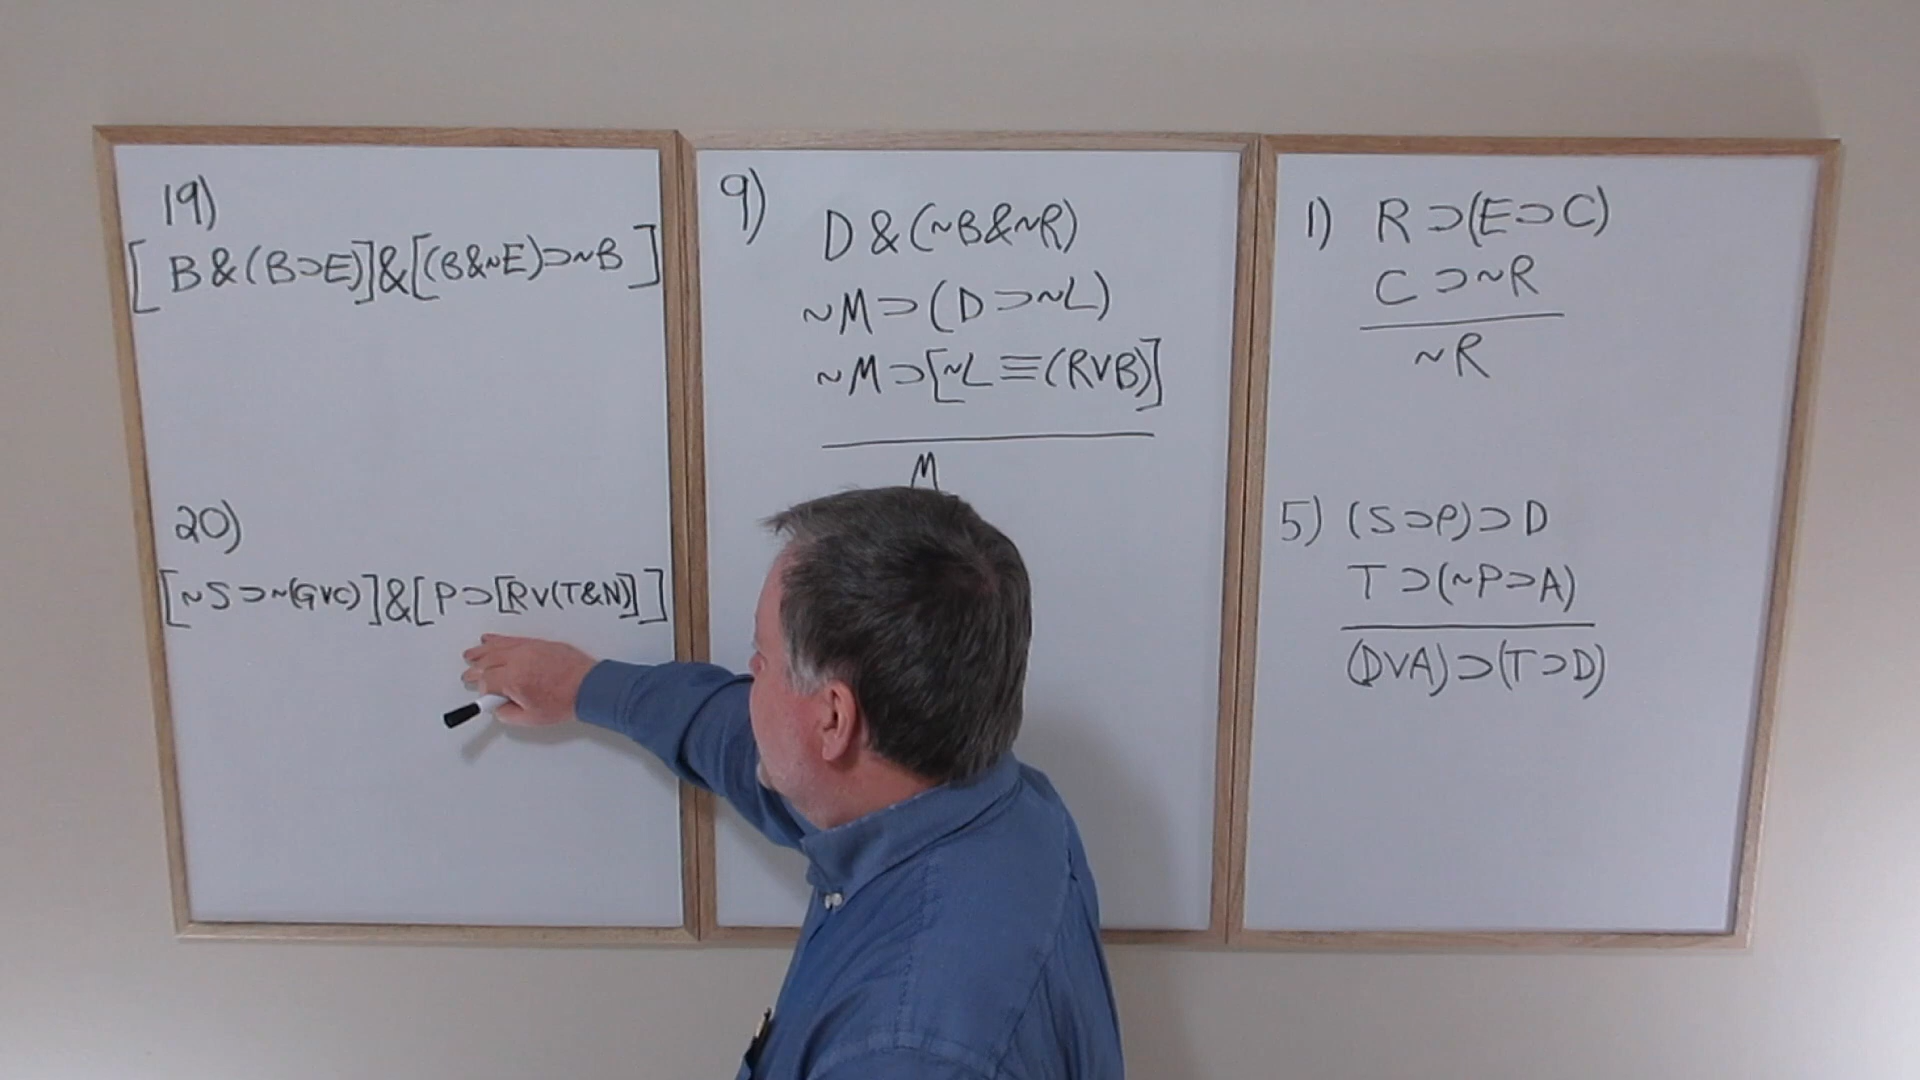 19)
[B&(B⊃E)]&[(B&~E)⊃~B]
20)
[~S⊃~(GVC)]&[P⊃[RV(T&N)]]
9)
D&(~B&~R)
~M⊃(D⊃~L)
~M⊃[~L≡(RVB)]
M
1) R⊃(E⊃C)
C⊃~R
~R
5) (S⊃P)⊃D
T⊃(~P⊃A)
(DVA)⊃(T⊃D)